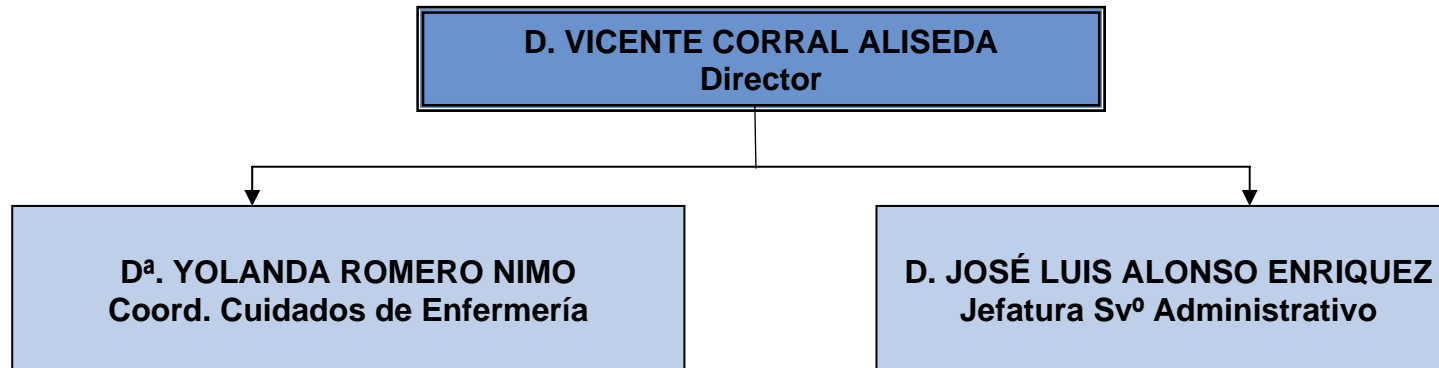 D. VICENTE CORRAL ALISEDA
Director
Dª. YOLANDA ROMERO NIMO
Coord. Cuidados de Enfermería
D. JOSÉ LUIS ALONSO ENRIQUEZ
Jefatura Svº Administrativo